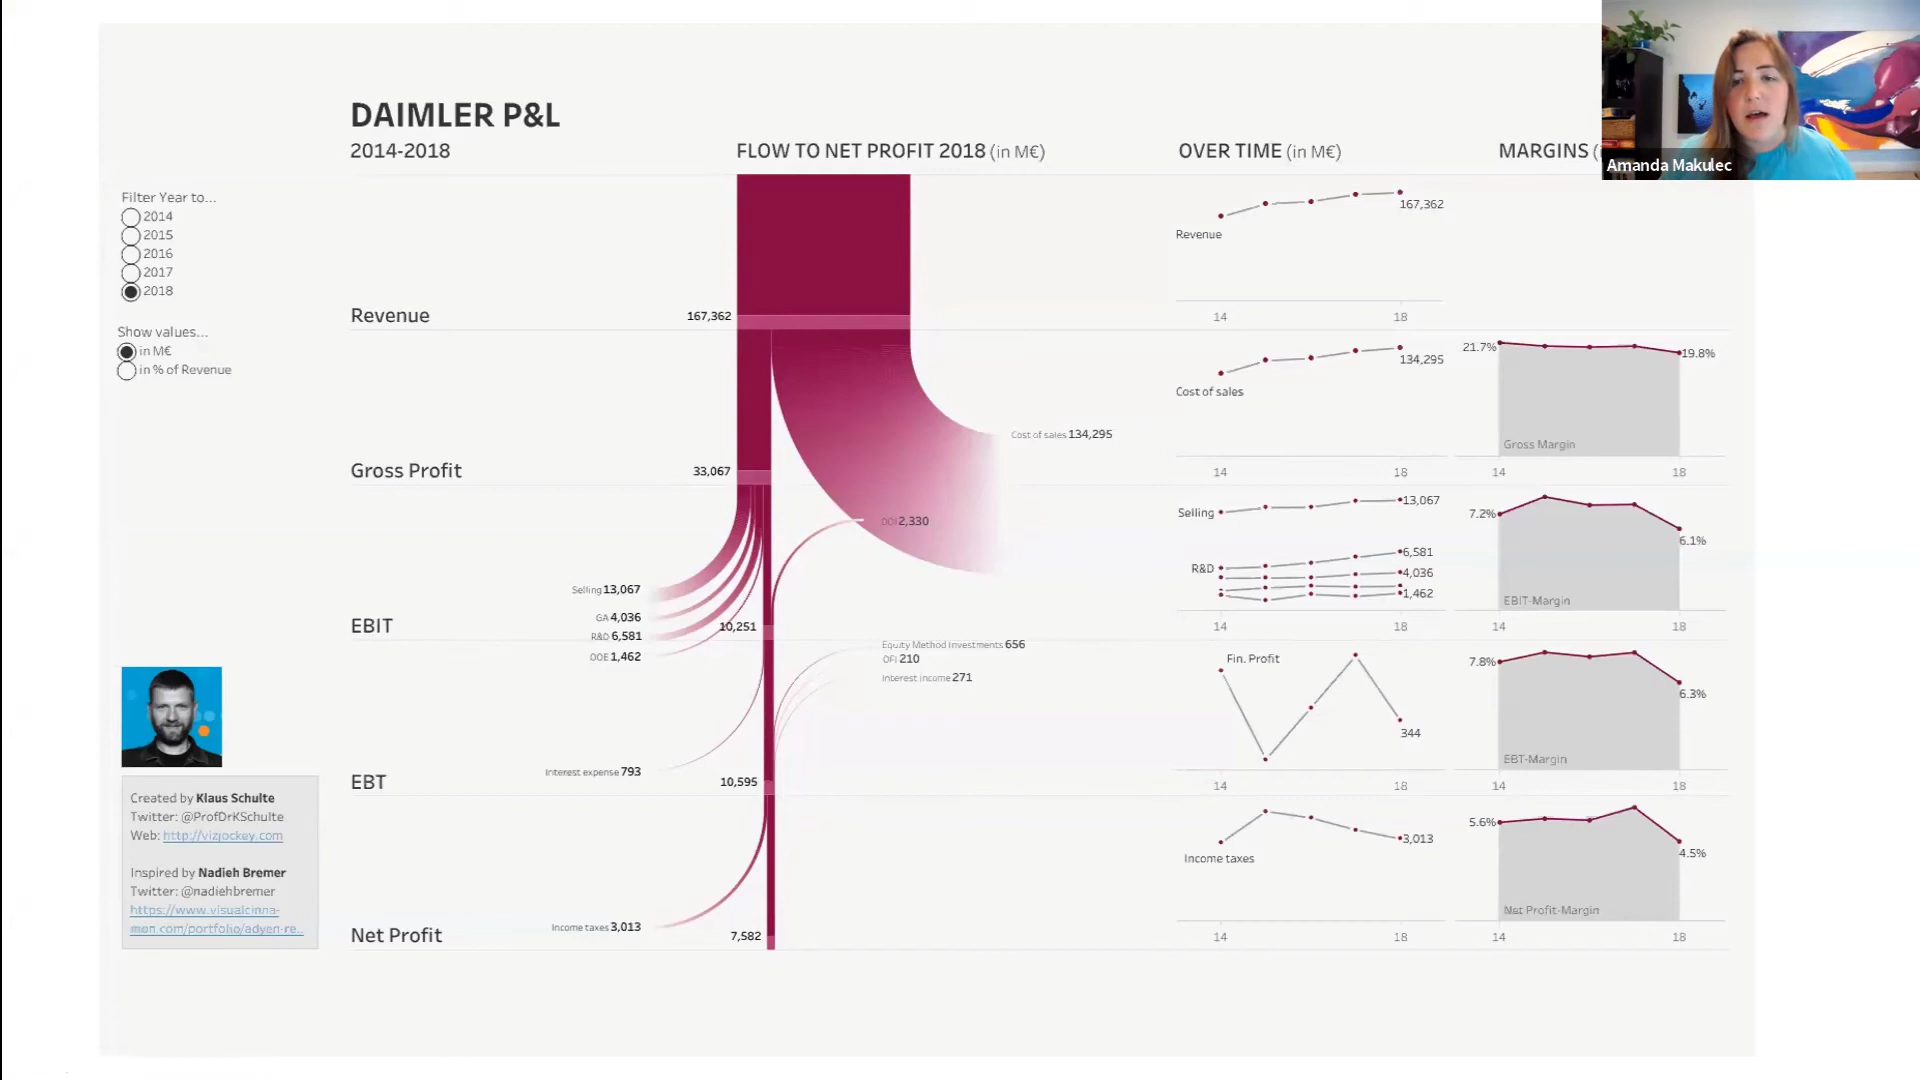 DAIMLER P&L
2014-2018
FLOW TO NET PROFIT 2018 (in M€)
OVER TIME (in M€)
MARGINS (
Amanda Makulec
Filter Year to...
2014
2015
2016
2017
2018
Show values...
in M€
in % of Revenue
Revenue
167,362
Revenue
167,362
14
18
Gross Profit
33,067
Cost of sales 134,295
Cost of sales
134,295
14
18
21.7%
19.8%
Gross Margin
14
18
EBIT
10,251
Selling 13,067
GA 4,036
R&D 6,581
OOE 1,462
OOI 2,330
Selling
13,067
R&D
6,581
4,036
1,462
14
18
7.2%
6.1%
EBIT-Margin
14
18
EBT
10,595
Interest expense 793
Equity Method Investments 656
OFI 210
Interest income 271
Fin. Profit
344
14
18
7.8%
6.3%
EBT-Margin
14
18
Net Profit
7,582
Income taxes 3,013
Income taxes
3,013
14
18
5.6%
4.5%
Net Profit-Margin
14
18
Created by Klaus Schulte
Twitter: @ProfDrKSchulte
Web: http://vizjockey.com
Inspired by Nadieh Bremer
Twitter: @nadiehbremer
https://www.visualcinna-
mon.com/portfolio/adyen-re..